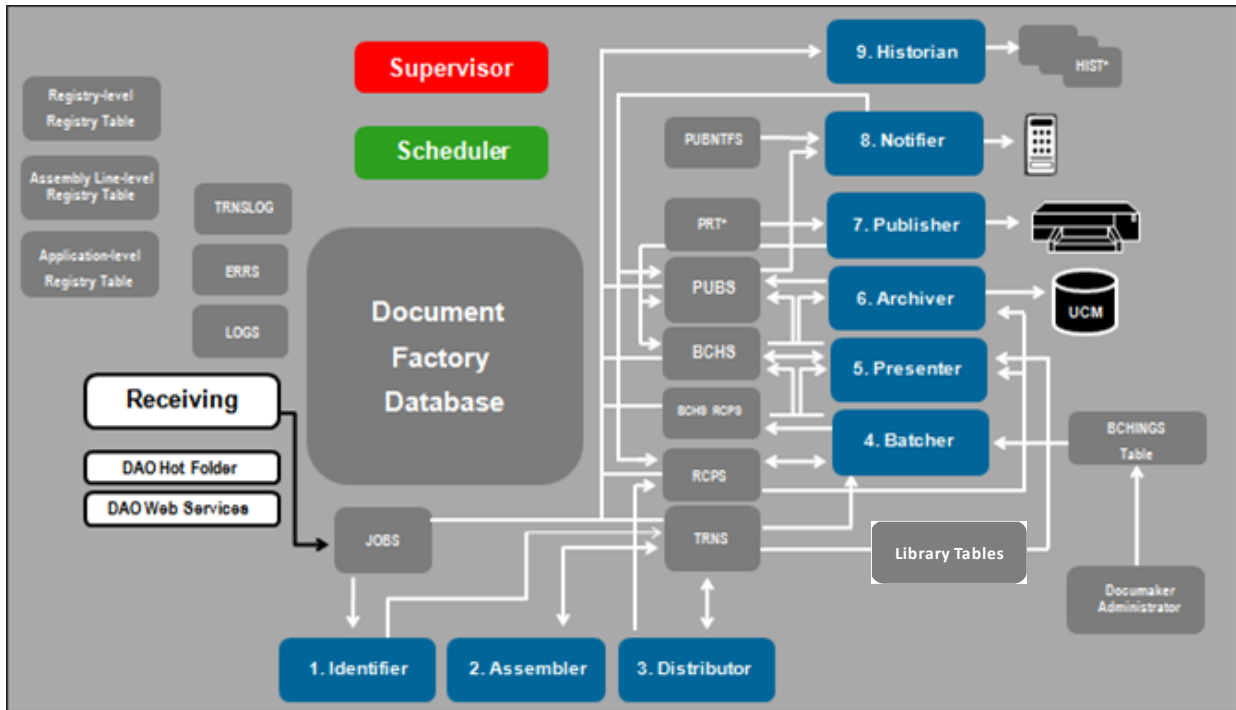 Supervisor
9. Historian
HIST*
Registry-level
Registry Table
Scheduler
PUBNTFS
8. Notifier
Assembly Line-level
Registry Table
TRNSLOG
PRT*
7. Publisher
Application-level
Registry Table
ERRS
PUBS
6. Archiver
UCM
LOGS
Document
Factory
Database
BCHS
5. Presenter
Receiving
BCHS RCPS
4. Batcher
BCHINGS
Table
DAO Hot Folder
DAO Web Services
RCPS
JOBS
TRNS
Library Tables
Documaker
Administrator
1. Identifier
2. Assembler
3. Distributor